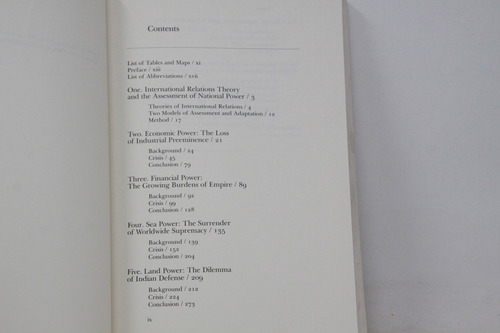 Contents
List of Tables and Maps / xi
Preface / xiii
List of Abbreviations / xvii
One. International Relations Theory
and the Assessment of National Power / 3
Theories of International Relations / 4
Two Models of Assessment and Adaptation / 12
Method / 17
Two. Economic Power: The Loss
of Industrial Preeminence / 21
Background / 24
Crisis / 45
Conclusion / 79
Three. Financial Power:
The Growing Burdens of Empire / 89
Background / 91
Crisis / 99
Conclusion / 128
Four. Sea Power: The Surrender
of Worldwide Supremacy / 135
Background / 139
Crisis / 152
Conclusion / 204
Five. Land Power: The Dilemma
of Indian Defense / 209
Background / 212
Crisis / 224
Conclusion / 273
ix